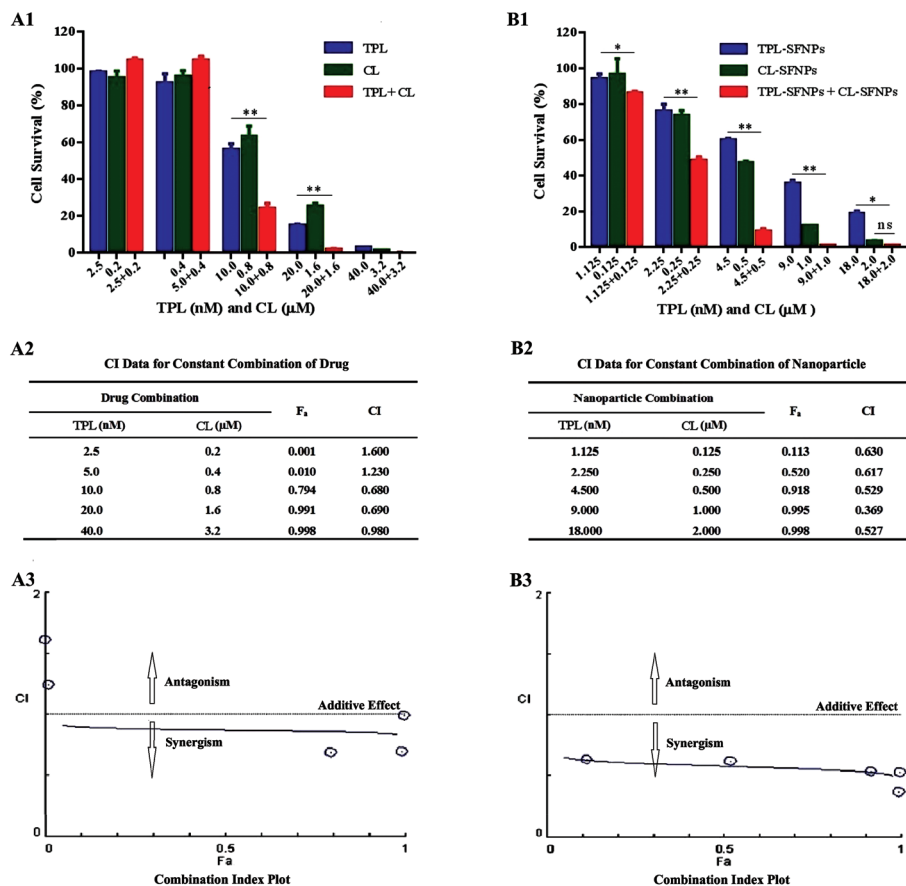 A1
120
100
80
60
40
20
0
Cell Survival (%)
TPL
CL
TPL+CL
**
**
2.5
0.2
2.5+0.2
0.4
5.0+0.4
10.0
0.8
10.0+0.8
20.0
1.6
20.0+1.6
40.0
3.2
40.0+3.2
TPL (nM) and CL (μM)
B1
120
100
80
60
40
20
0
Cell Survival (%)
TPL-SFNPs
CL-SFNPs
TPL-SFNPs+CL-SFNPs
*
**
**
**
*
ns
1.125
0.125
1.125+0.125
2.25
0.25
2.25+0.25
4.5
0.5
4.5+0.5
9.0
1.0
9.0+1.0
18.0
2.0
18.0+2.0
TPL (nM) and CL (μM )
A2
CI Data for Constant Combination of Drug
Drug Combination Fa CI
TPL (nM) CL (μM)
2.5 0.2 0.001 1.600
5.0 0.4 0.010 1.230
10.0 0.8 0.794 0.680
20.0 1.6 0.991 0.690
40.0 3.2 0.998 0.980
B2
CI Data for Constant Combination of Nanoparticle
Nanoparticle Combination Fa CI
TPL (nM) CL (μM)
1.125 0.125 0.113 0.630
2.250 0.250 0.520 0.617
4.500 0.500 0.918 0.529
9.000 1.000 0.995 0.369
18.000 2.000 0.998 0.527
A3
2
CI
0
Antagonism
Additive Effect
Synergism
0
Fa
1
Combination Index Plot
B3
2
CI
0
Antagonism
Additive Effect
Synergism
0
Fa
1
Combination Index Plot